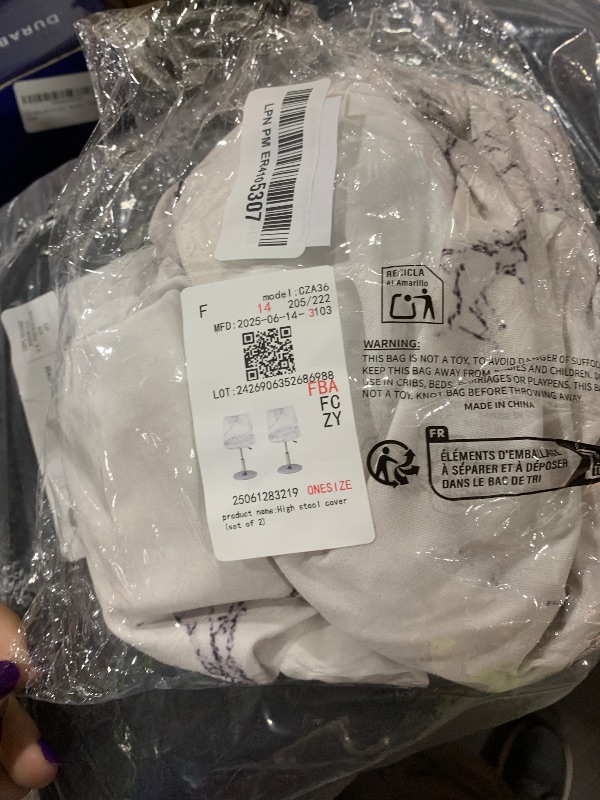 DURAB
LPN PM ER4105307
F
model:CZA36
14 205/222
MFD:2025-06-14-3103
LOT:2426906352686988
FBA
FC
ZY
25061283219 ONESIZE
product name:High stool cover
(set of 2)
RECICLA
al Amarillo
WARNING:
THIS BAG IS NOT A TOY, TO AVOID DANGER OF SUFFOC
KEEP THIS BAG AWAY FROM BABIES AND CHILDREN. DO
USE IN CRIBS, BEDS, CARRIAGES OR PLAYPENS. THIS BA
NOT A TOY. KNOT BAG BEFORE THROWING AWAY.
MADE IN CHINA
FR
ÉLÉMENTS D'EMBALLAGE
À SÉPARER ET À DÉPOSER
DANS LE BAC DE TRI